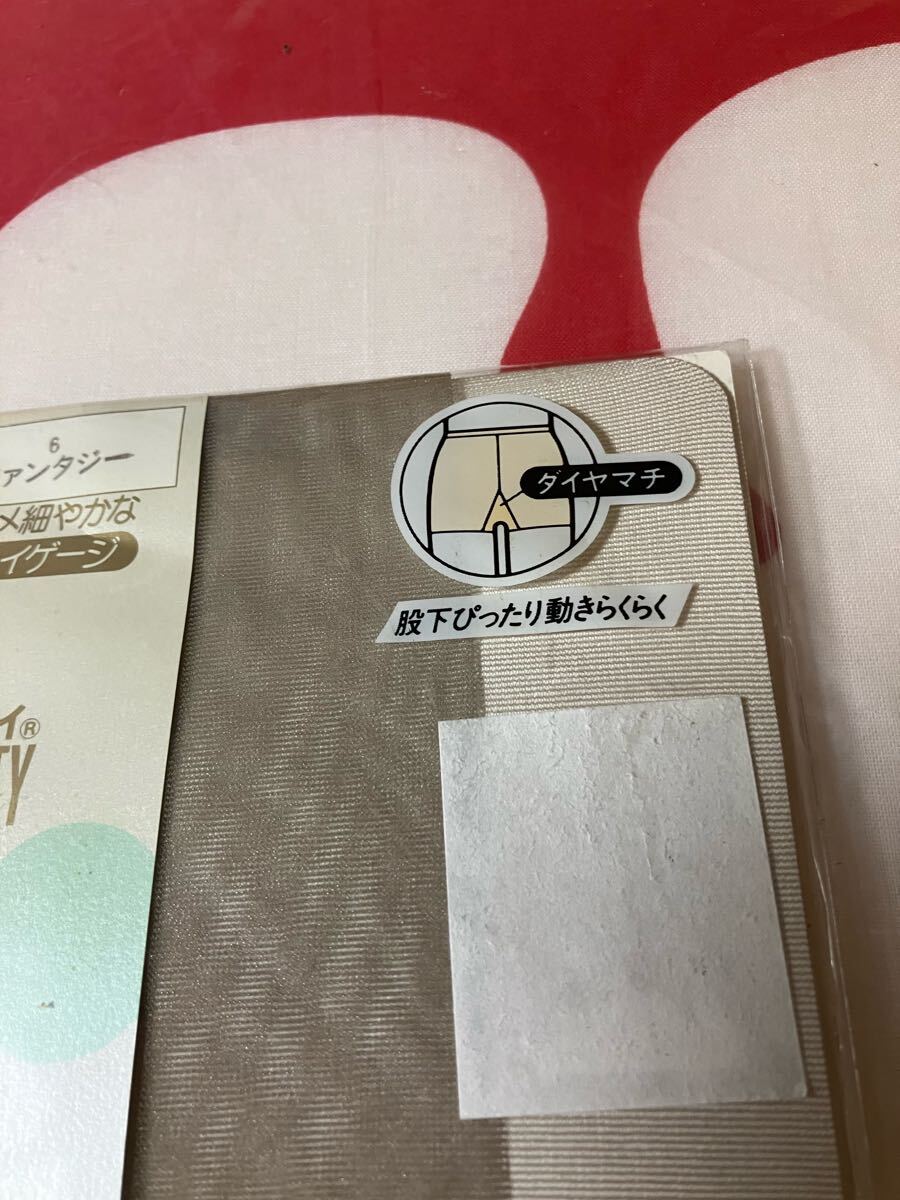 6
ァンタジー
メ細やかな
イゲージ
ィ®
TY
ダイヤマチ
股下ぴったり動きらくらく